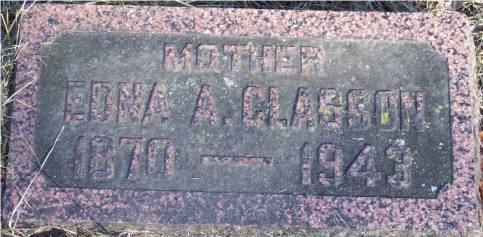 MOTHER
EDNA A. CLASSON
1870 — 1943